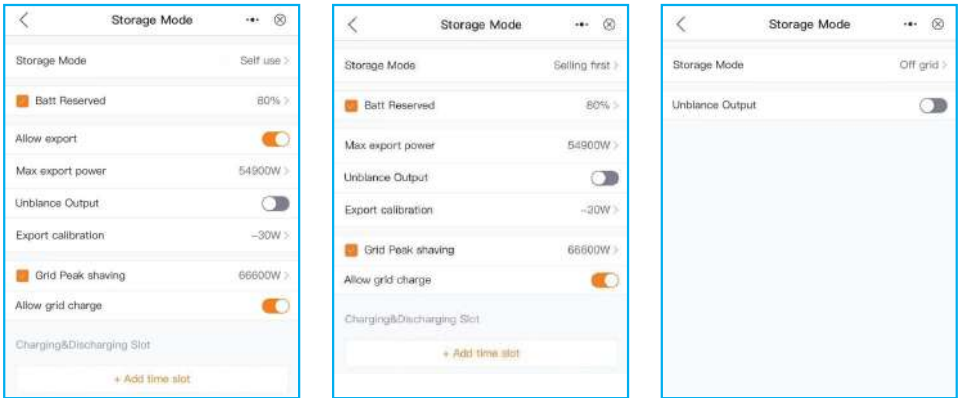 Storage Mode
Storage Mode Self use >
Batt Reserved 80% >
Allow export
Max export power 54900W >
Unblance Output
Export calibration -30W >
Grid Peak shaving 66600W >
Allow grid charge
Charging&Discharging Slot
+ Add time slot
Storage Mode
Storage Mode Selling first >
Batt Reserved 80% >
Max export power 54900W >
Unblance Output
Export calibration -30W >
Grid Peak shaving 66600W >
Allow grid charge
Charging&Discharging Slot
+ Add time slot
Storage Mode
Storage Mode Off grid >
Unblance Output